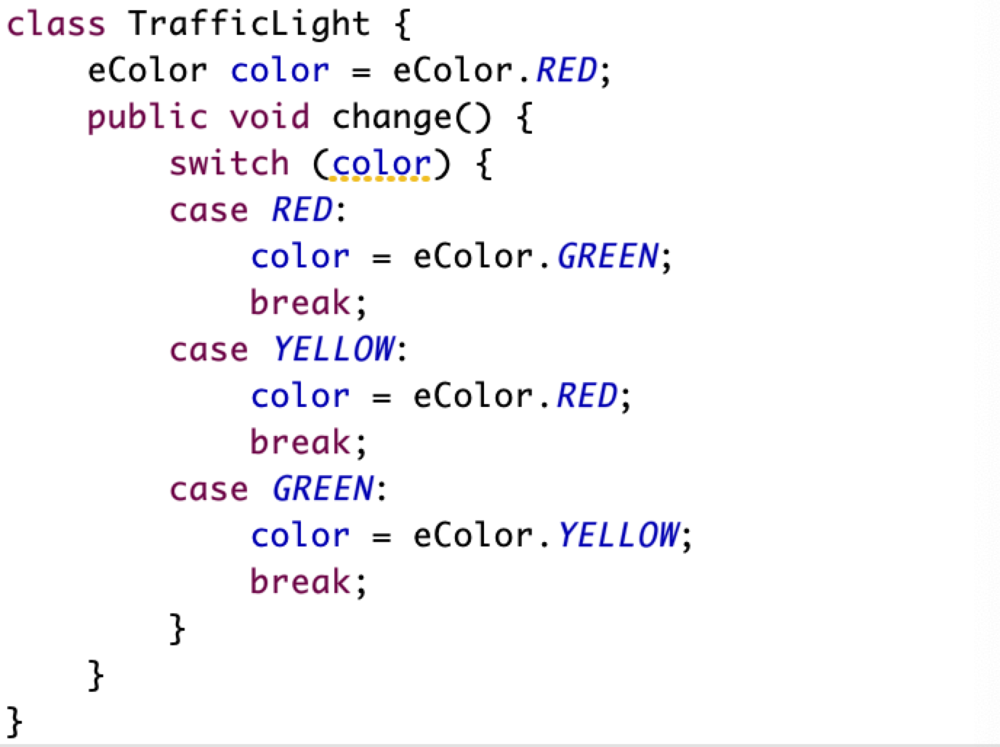 class TrafficLight {
    eColor color = eColor.RED;
    public void change() {
        switch (color) {
        case RED:
            color = eColor.GREEN;
            break;
        case YELLOW:
            color = eColor.RED;
            break;
        case GREEN:
            color = eColor.YELLOW;
            break;
        }
    }
}